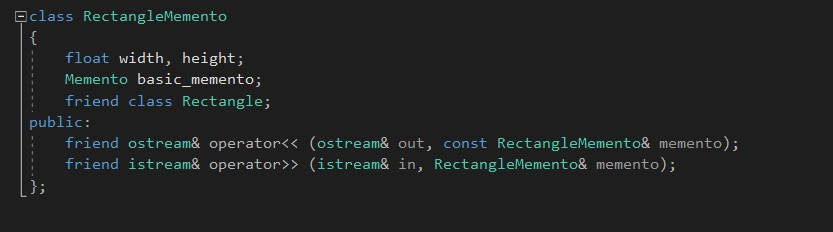 class RectangleMemento
{
    float width, height;
    Memento basic_memento;
    friend class Rectangle;
public:
    friend ostream& operator<< (ostream& out, const RectangleMemento& memento);
    friend istream& operator>> (istream& in, RectangleMemento& memento);
};